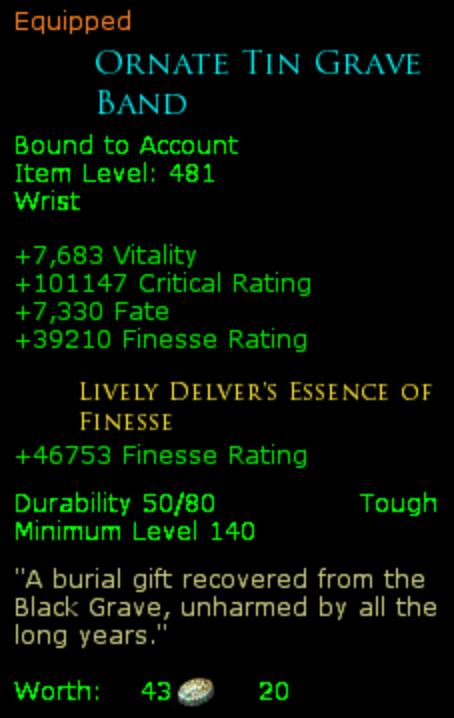 Equipped
Ornate Tin Grave
Band
Bound to Account
Item Level: 481
Wrist
+7,683 Vitality
+101147 Critical Rating
+7,330 Fate
+39210 Finesse Rating
Lively Delver's Essence of
Finesse
+46753 Finesse Rating
Durability 50/80 Tough
Minimum Level 140
"A burial gift recovered from the
Black Grave, unharmed by all the
long years."
Worth: 43 20